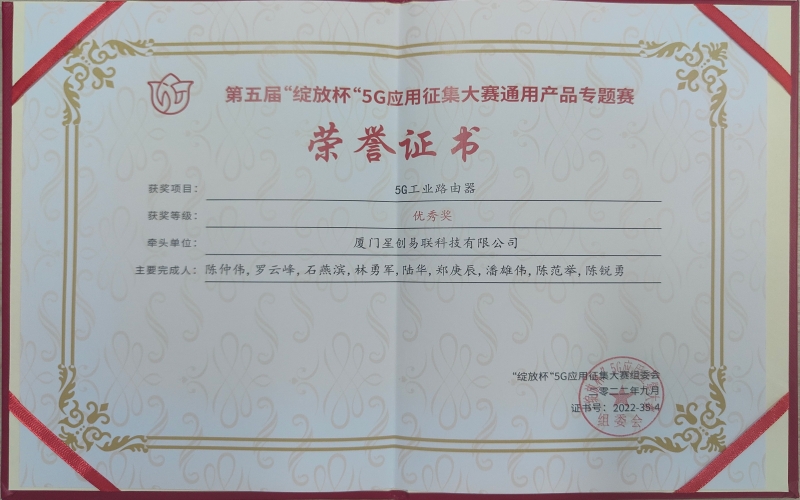 第五届“绽放杯“5G应用征集大赛通用产品专题赛
荣誉证书
获奖项目： 5G工业路由器
获奖等级： 优秀奖
牵头单位： 厦门星创易联科技有限公司
主要完成人： 陈仲伟,罗云峰,石燕滨,林勇军,陆华,郑庚辰,潘雄伟,陈范举,陈锐勇
“绽放杯”5G应用征集大赛组委会
二零二二年九月
证书号： 2022-35-4
组委会